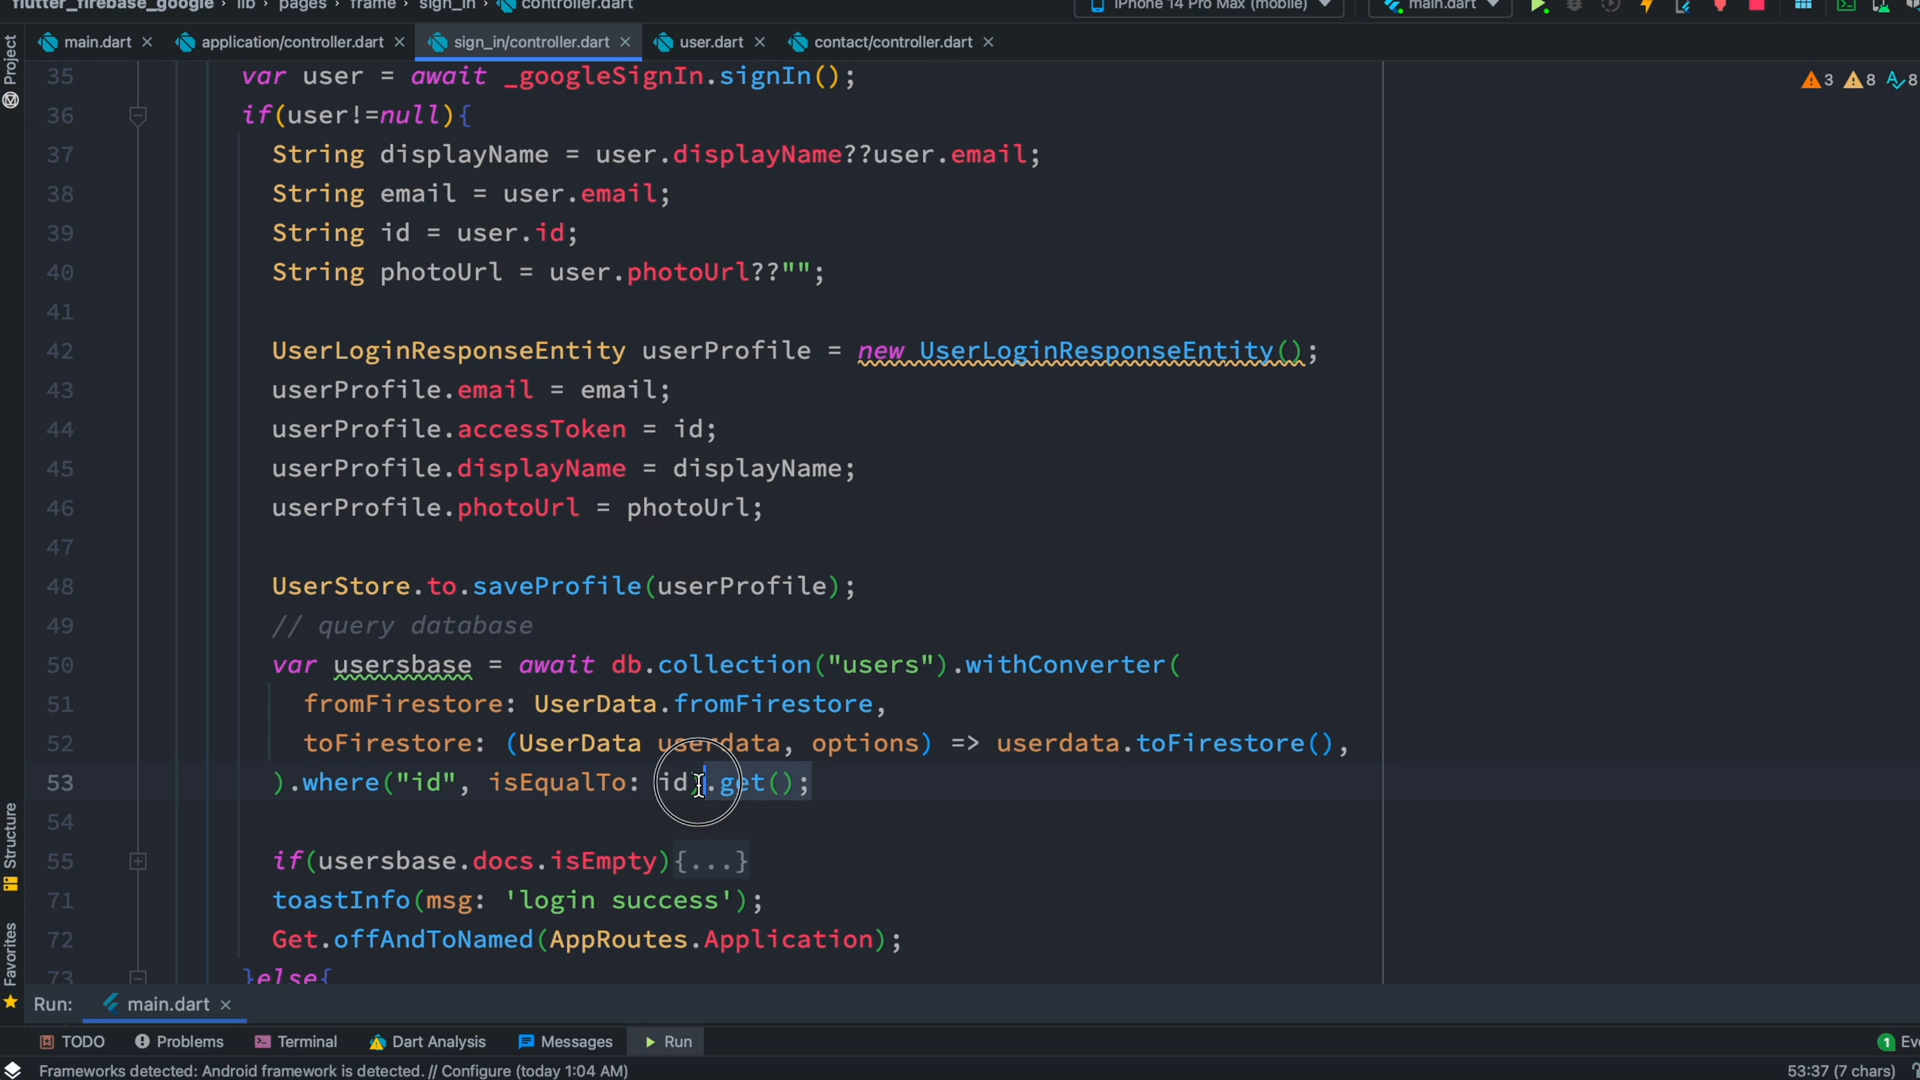 flutter_firebase_google › lib › pages › frame › sign_in › controller.dart
iPhone 14 Pro Max (mobile)
main.dart
main.dart
application/controller.dart
sign_in/controller.dart
user.dart
contact/controller.dart
Project
3
8
8
35 var user = await _googleSignIn.signIn();
36 if(user!=null){
37 String displayName = user.displayName??user.email;
38 String email = user.email;
39 String id = user.id;
40 String photoUrl = user.photoUrl??"";
41
42 UserLoginResponseEntity userProfile = new UserLoginResponseEntity();
43 userProfile.email = email;
44 userProfile.accessToken = id;
45 userProfile.displayName = displayName;
46 userProfile.photoUrl = photoUrl;
47
48 UserStore.to.saveProfile(userProfile);
49 // query database
50 var usersbase = await db.collection("users").withConverter(
51 fromFirestore: UserData.fromFirestore,
52 toFirestore: (UserData userdata, options) => userdata.toFirestore(),
53 ).where("id", isEqualTo: id).get();
54
55 if(usersbase.docs.isEmpty){...}
71 toastInfo(msg: 'login success');
72 Get.offAndToNamed(AppRoutes.Application);
73 }else{
Structure
Favorites
Run: main.dart
TODO
Problems
Terminal
Dart Analysis
Messages
Run
1
Frameworks detected: Android framework is detected. // Configure (today 1:04 AM)
53:37 (7 chars)